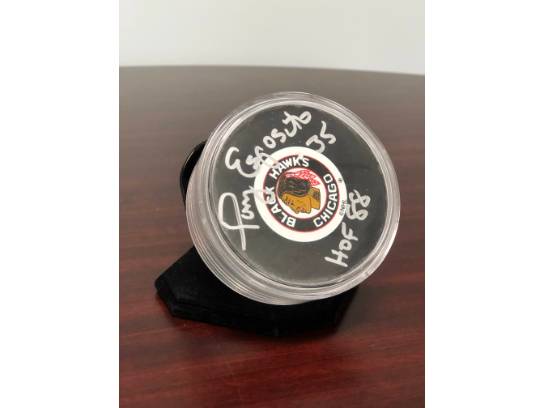 Tony Esposito
35
BLACK HAWKS
CHICAGO
HOF 88